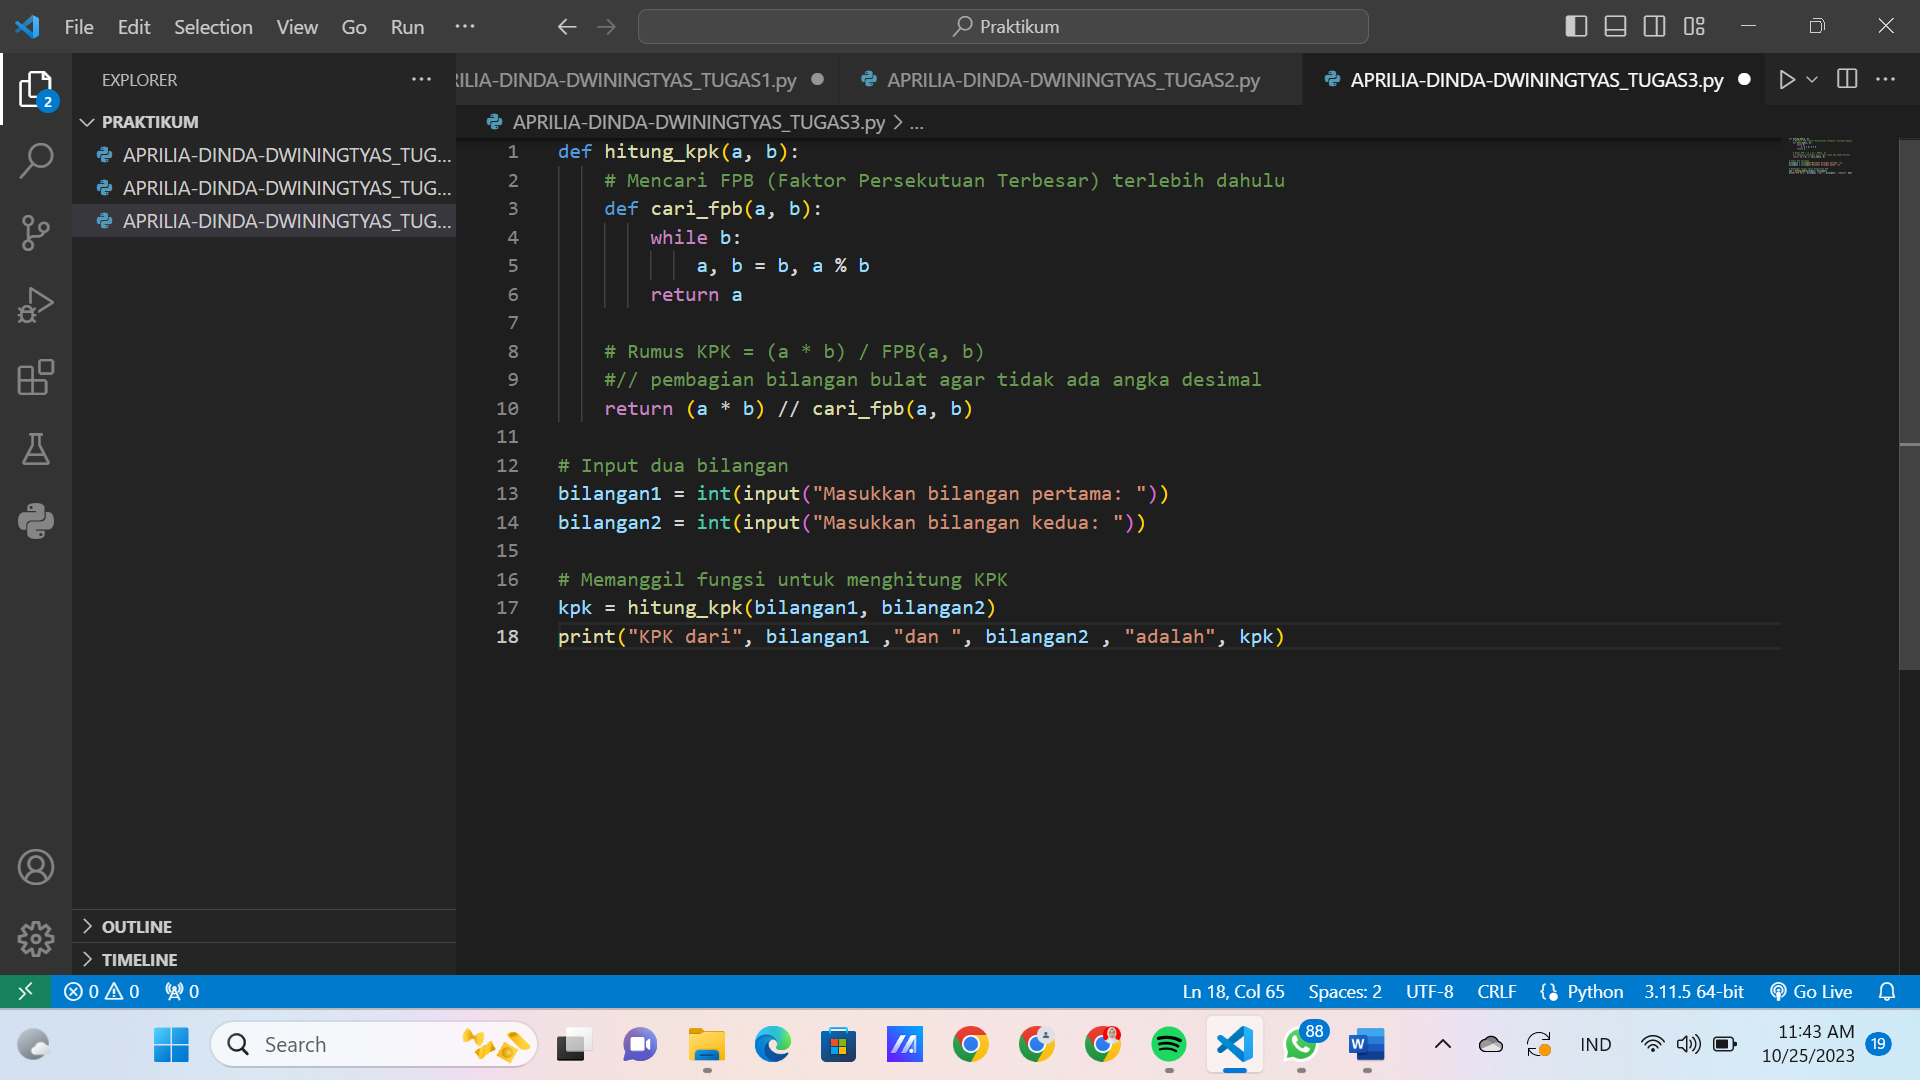 File Edit Selection View Go Run ···
Praktikum
EXPLORER ···
2
PRAKTIKUM
APRILIA-DINDA-DWININGTYAS_TUG...
APRILIA-DINDA-DWININGTYAS_TUG...
APRILIA-DINDA-DWININGTYAS_TUG...
RILIA-DINDA-DWININGTYAS_TUGAS1.py
APRILIA-DINDA-DWININGTYAS_TUGAS2.py
APRILIA-DINDA-DWININGTYAS_TUGAS3.py
APRILIA-DINDA-DWININGTYAS_TUGAS3.py > ...
1 def hitung_kpk(a, b):
2 # Mencari FPB (Faktor Persekutuan Terbesar) terlebih dahulu
3 def cari_fpb(a, b):
4 while b:
5 a, b = b, a % b
6 return a
7
8 # Rumus KPK = (a * b) / FPB(a, b)
9 #// pembagian bilangan bulat agar tidak ada angka desimal
10 return (a * b) // cari_fpb(a, b)
11
12 # Input dua bilangan
13 bilangan1 = int(input("Masukkan bilangan pertama: "))
14 bilangan2 = int(input("Masukkan bilangan kedua: "))
15
16 # Memanggil fungsi untuk menghitung KPK
17 kpk = hitung_kpk(bilangan1, bilangan2)
18 print("KPK dari", bilangan1 ,"dan ", bilangan2 , "adalah", kpk)
OUTLINE
TIMELINE
0 0 0
Ln 18, Col 65 Spaces: 2 UTF-8 CRLF {} Python 3.11.5 64-bit Go Live
Search
88
IND
11:43 AM
10/25/2023
19